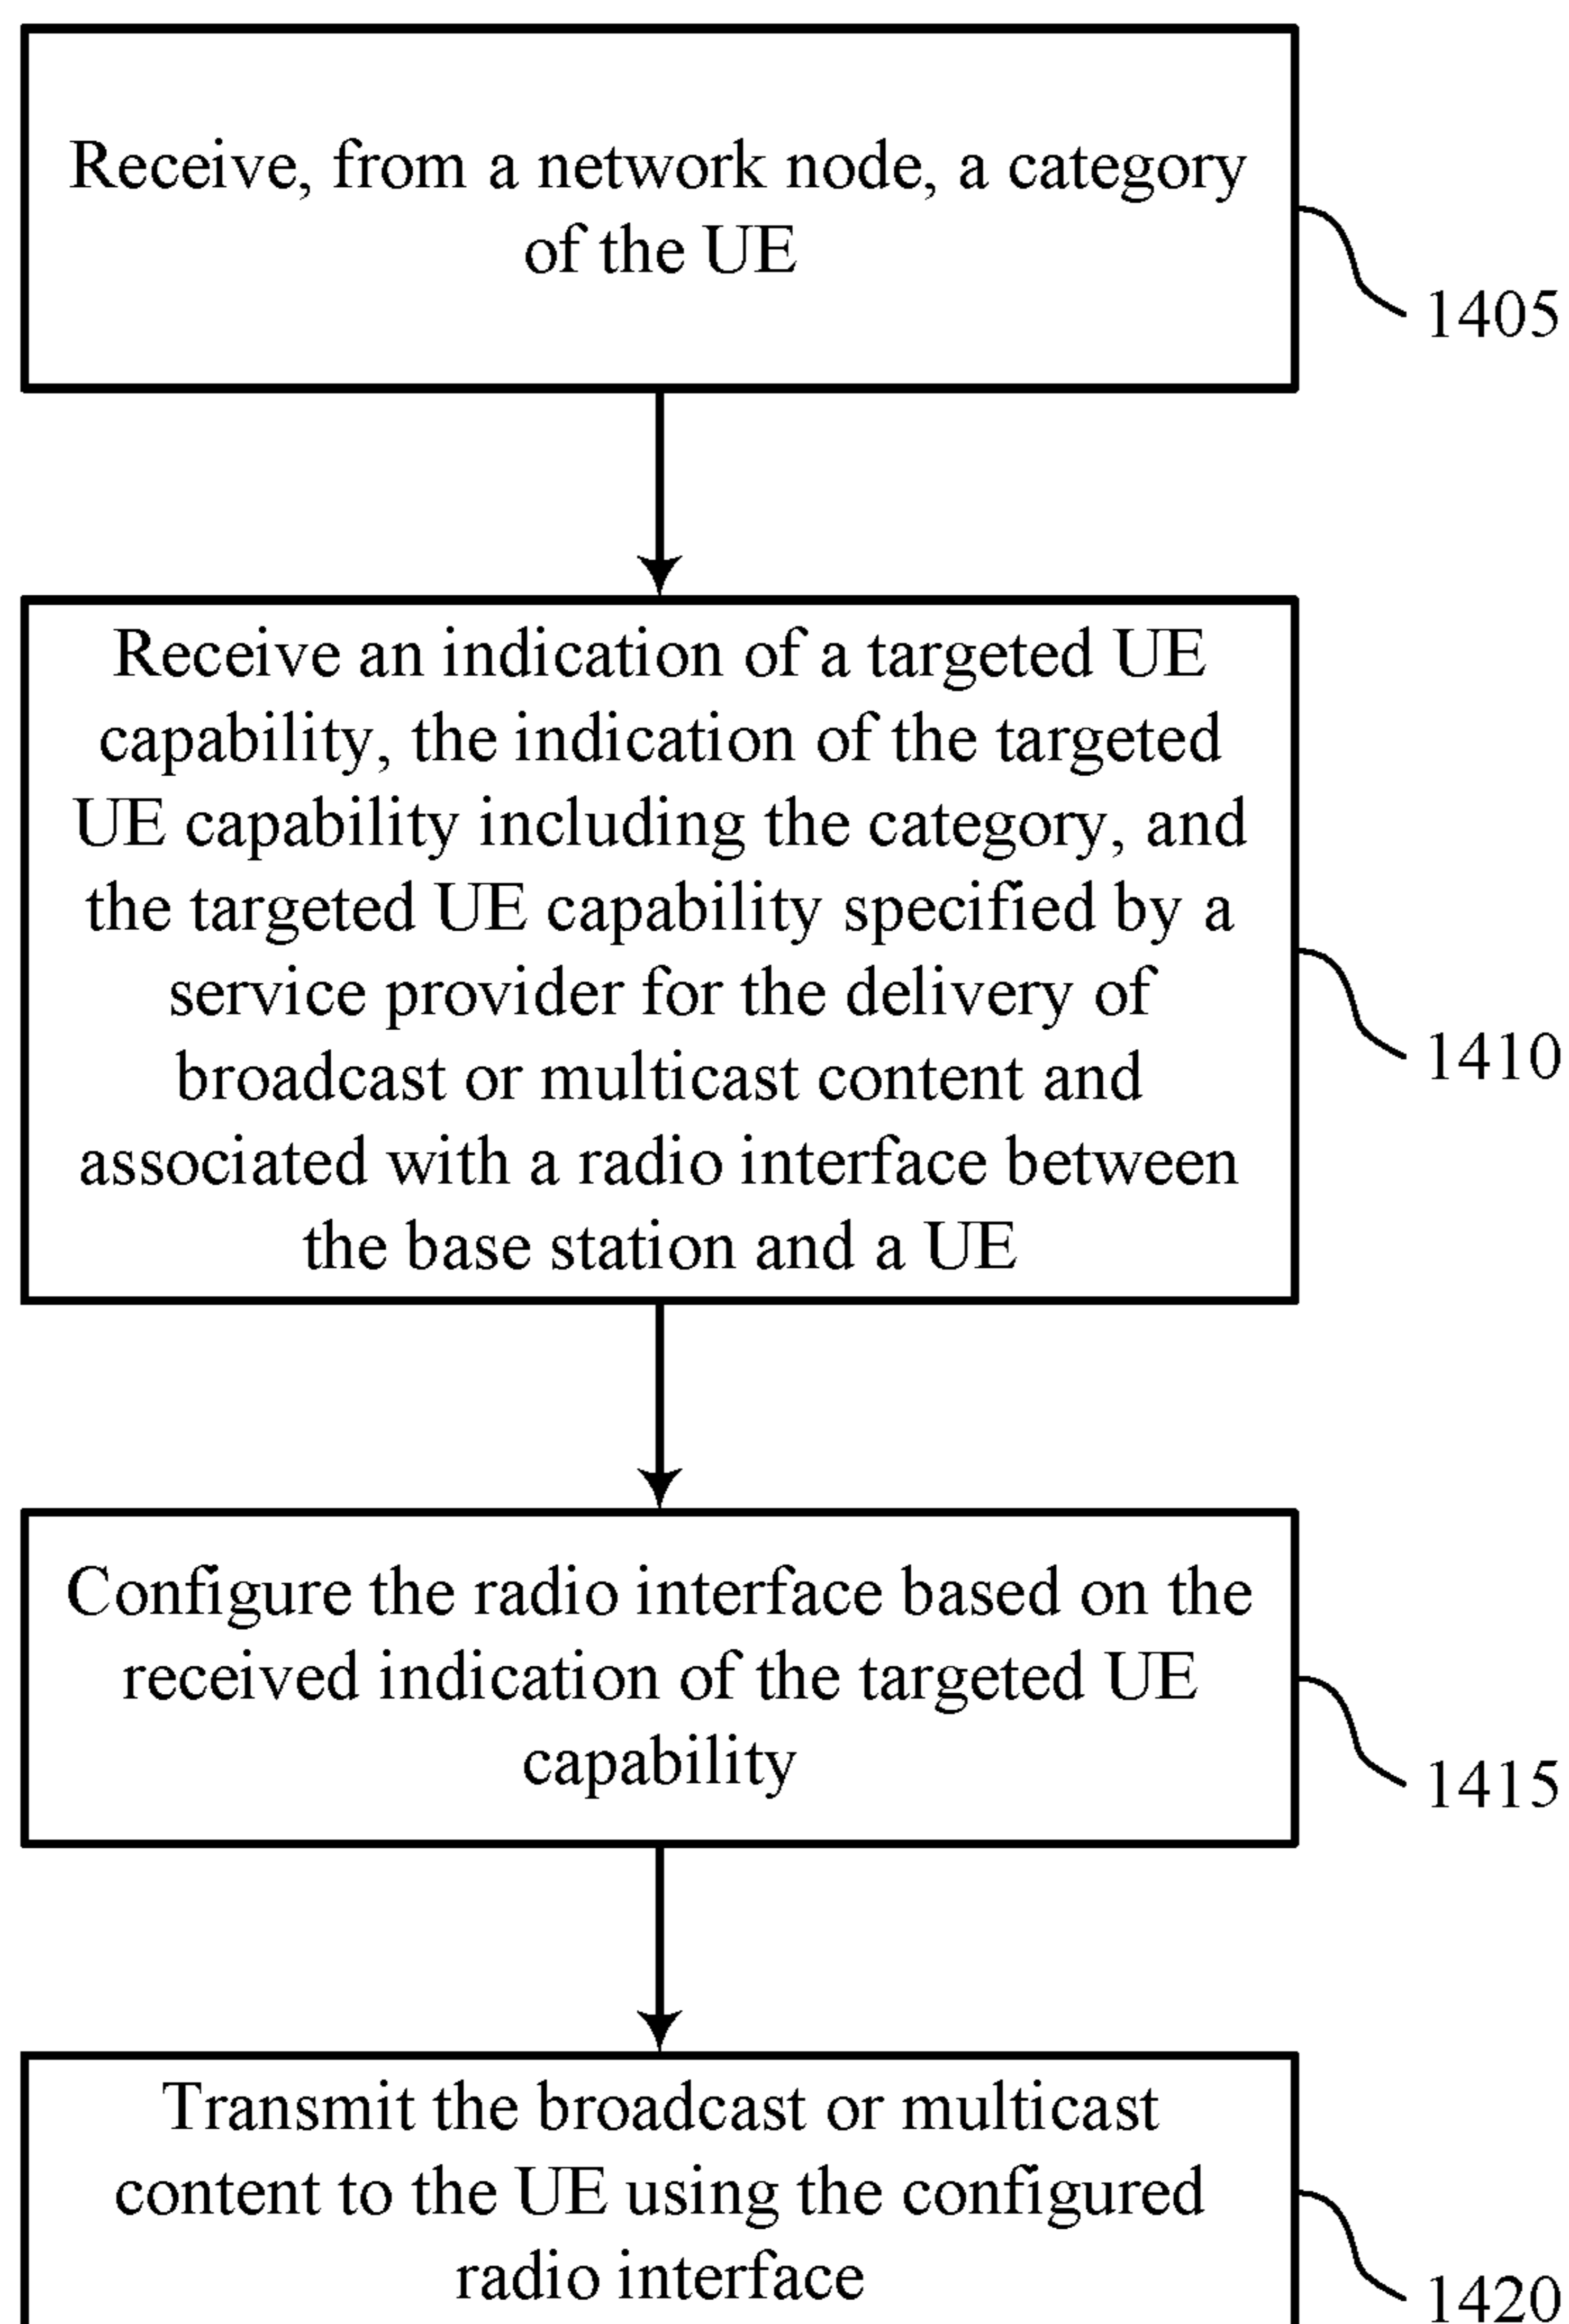 Receive, from a network node, a category
of the UE
1405
Receive an indication of a targeted UE
capability, the indication of the targeted
UE capability including the category, and
the targeted UE capability specified by a
service provider for the delivery of
broadcast or multicast content and
associated with a radio interface between
the base station and a UE
1410
Configure the radio interface based on the
received indication of the targeted UE
capability
1415
Transmit the broadcast or multicast
content to the UE using the configured
radio interface
1420